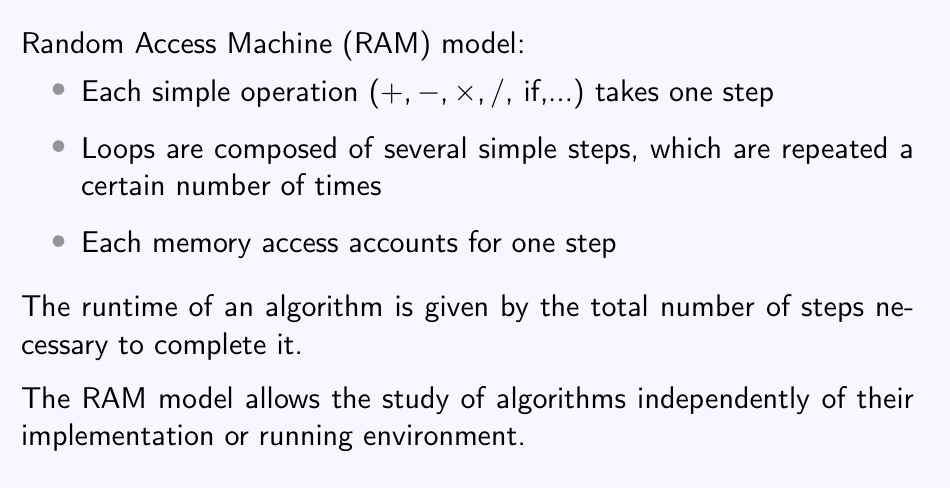 Random Access Machine (RAM) model:
• Each simple operation (+, −, ×, /, if,...) takes one step
• Loops are composed of several simple steps, which are repeated a
certain number of times
• Each memory access accounts for one step
The runtime of an algorithm is given by the total number of steps ne-
cessary to complete it.
The RAM model allows the study of algorithms independently of their
implementation or running environment.